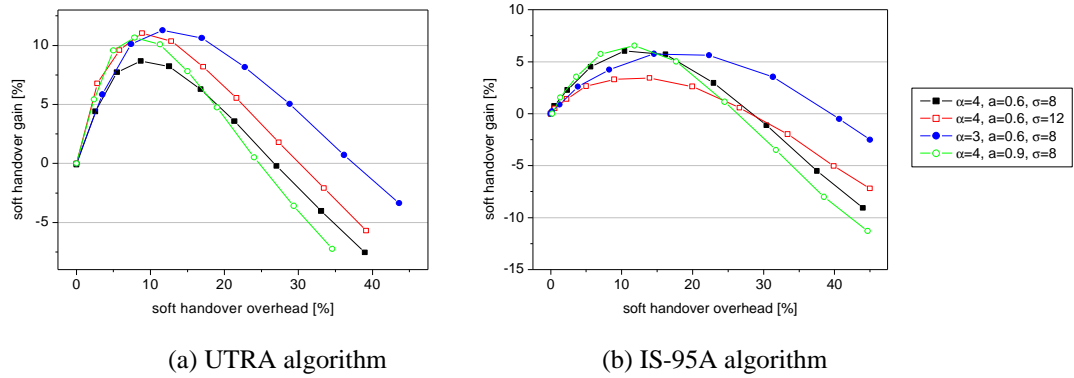 10
5
0
-5
soft handover gain [%]
0
10
20
30
40
soft handover overhead [%]
(a) UTRA algorithm
10
5
0
-5
-10
-15
soft handover gain [%]
0
10
20
30
40
soft handover overhead [%]
(b) IS-95A algorithm
α=4, a=0.6, σ=8
α=4, a=0.6, σ=12
α=3, a=0.6, σ=8
α=4, a=0.9, σ=8